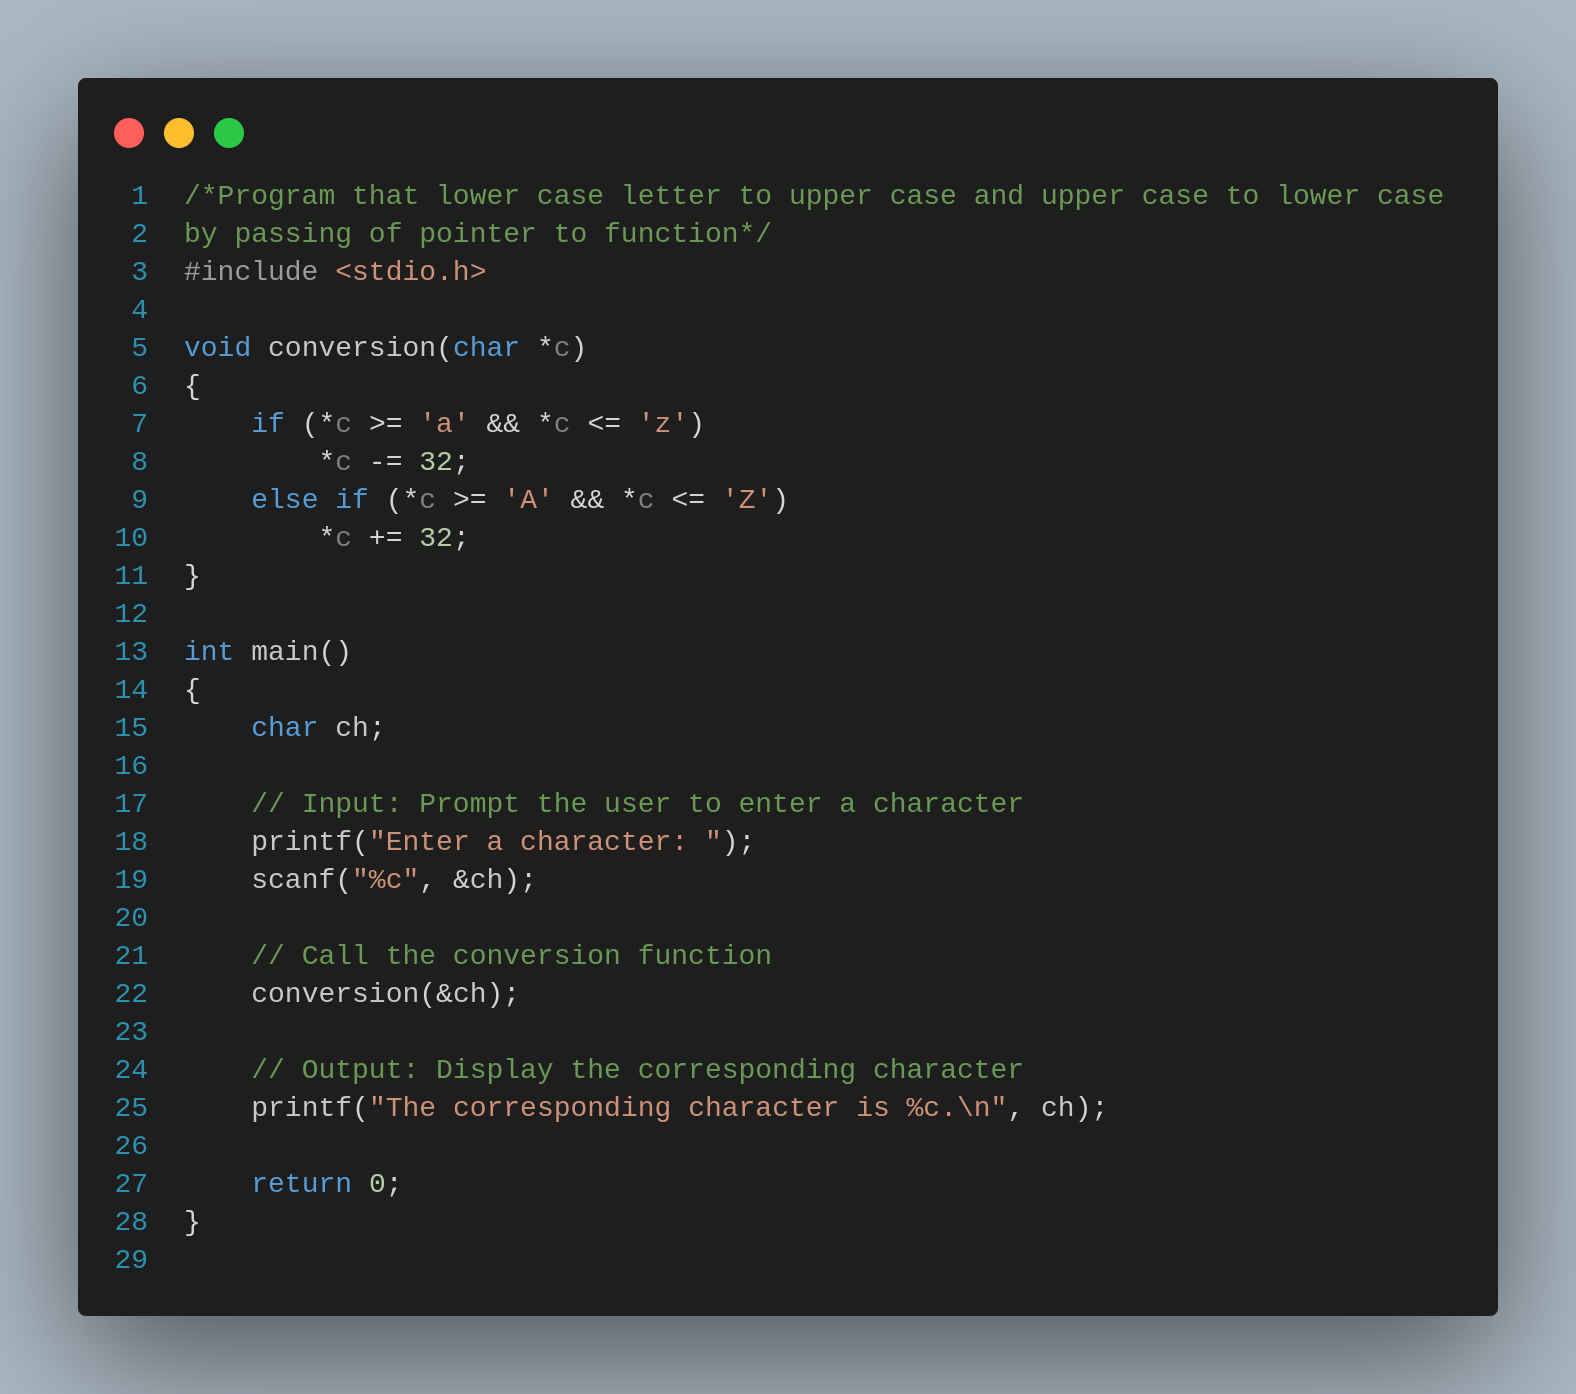 1 /*Program that lower case letter to upper case and upper case to lower case
2 by passing of pointer to function*/
3 #include <stdio.h>
4
5 void conversion(char *c)
6 {
7     if (*c >= 'a' && *c <= 'z')
8         *c -= 32;
9     else if (*c >= 'A' && *c <= 'Z')
10         *c += 32;
11 }
12
13 int main()
14 {
15     char ch;
16
17     // Input: Prompt the user to enter a character
18     printf("Enter a character: ");
19     scanf("%c", &ch);
20
21     // Call the conversion function
22     conversion(&ch);
23
24     // Output: Display the corresponding character
25     printf("The corresponding character is %c.\n", ch);
26
27     return 0;
28 }
29